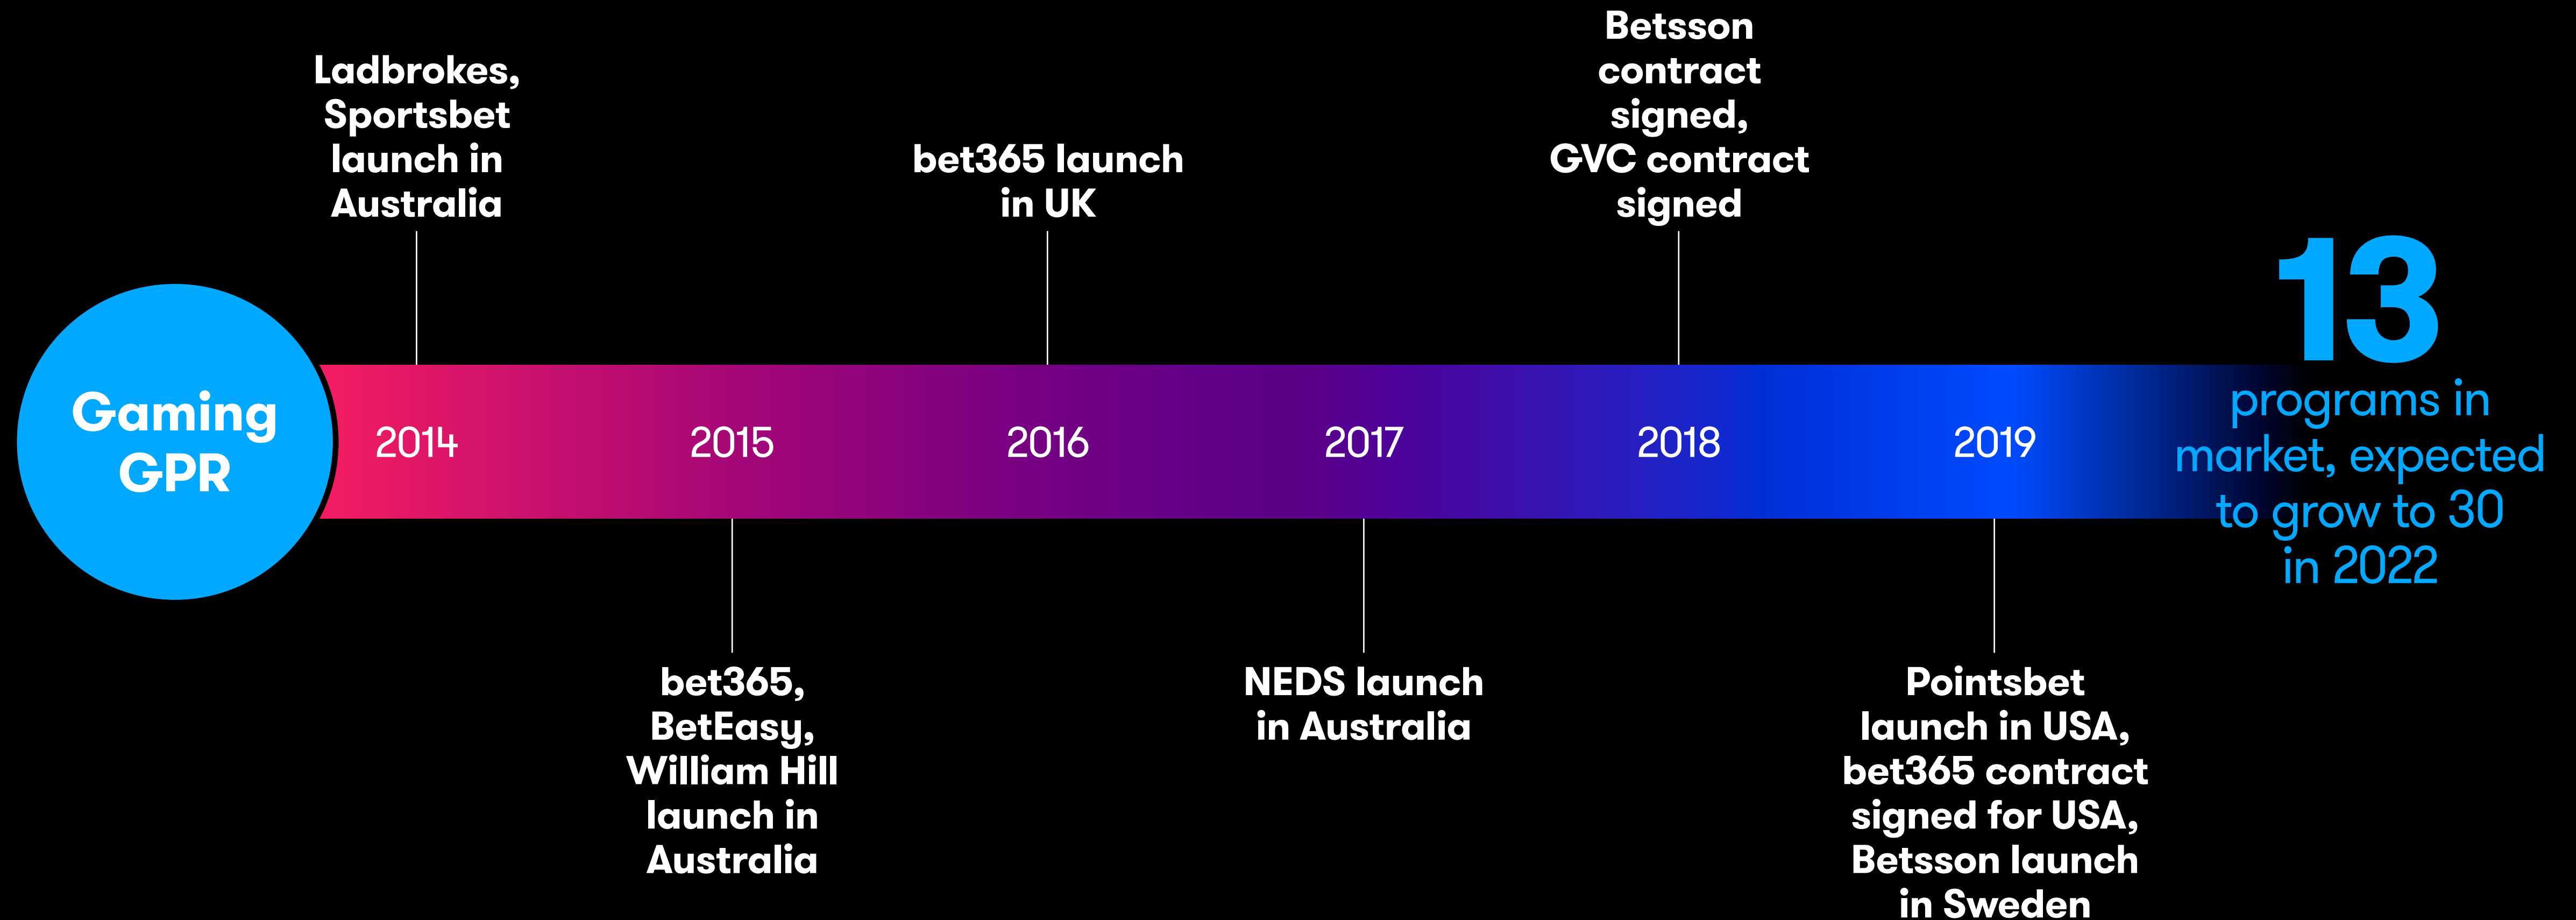 Gaming
GPR
Ladbrokes,
Sportsbet
launch in
Australia
2014
2015
bet365,
BetEasy,
William Hill
launch in
Australia
bet365 launch
in UK
2016
2017
NEDS launch
in Australia
Betsson
contract
signed,
GVC contract
signed
2018
2019
Pointsbet
launch in USA,
bet365 contract
signed for USA,
Betsson launch
in Sweden
13
programs in
market, expected
to grow to 30
in 2022